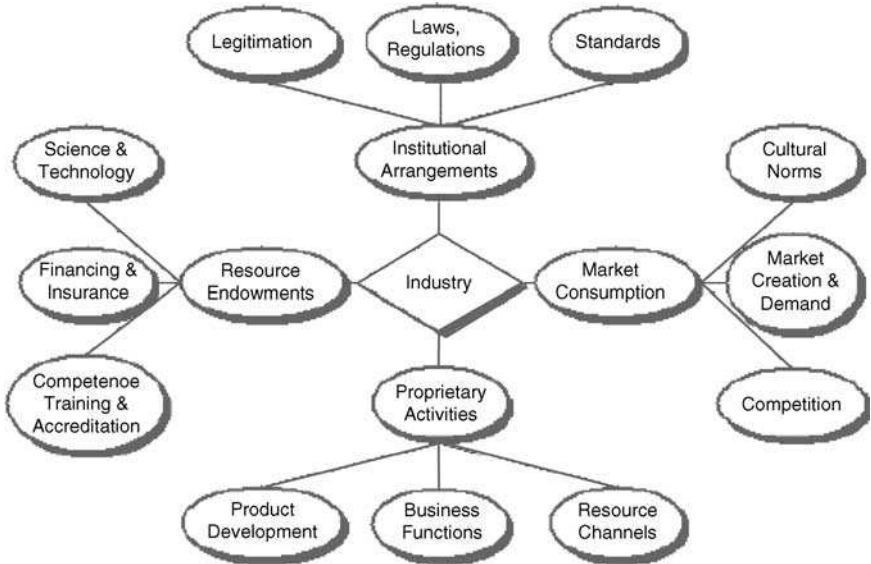 Legitimation
Laws,
Regulations
Standards
Science &
Technology
Institutional
Arrangements
Cultural
Norms
Financing &
Insurance
Resource
Endowments
Industry
Market
Consumption
Market
Creation &
Demand
Competenoe
Training &
Accreditation
Proprietary
Activities
Competition
Product
Development
Business
Functions
Resource
Channels